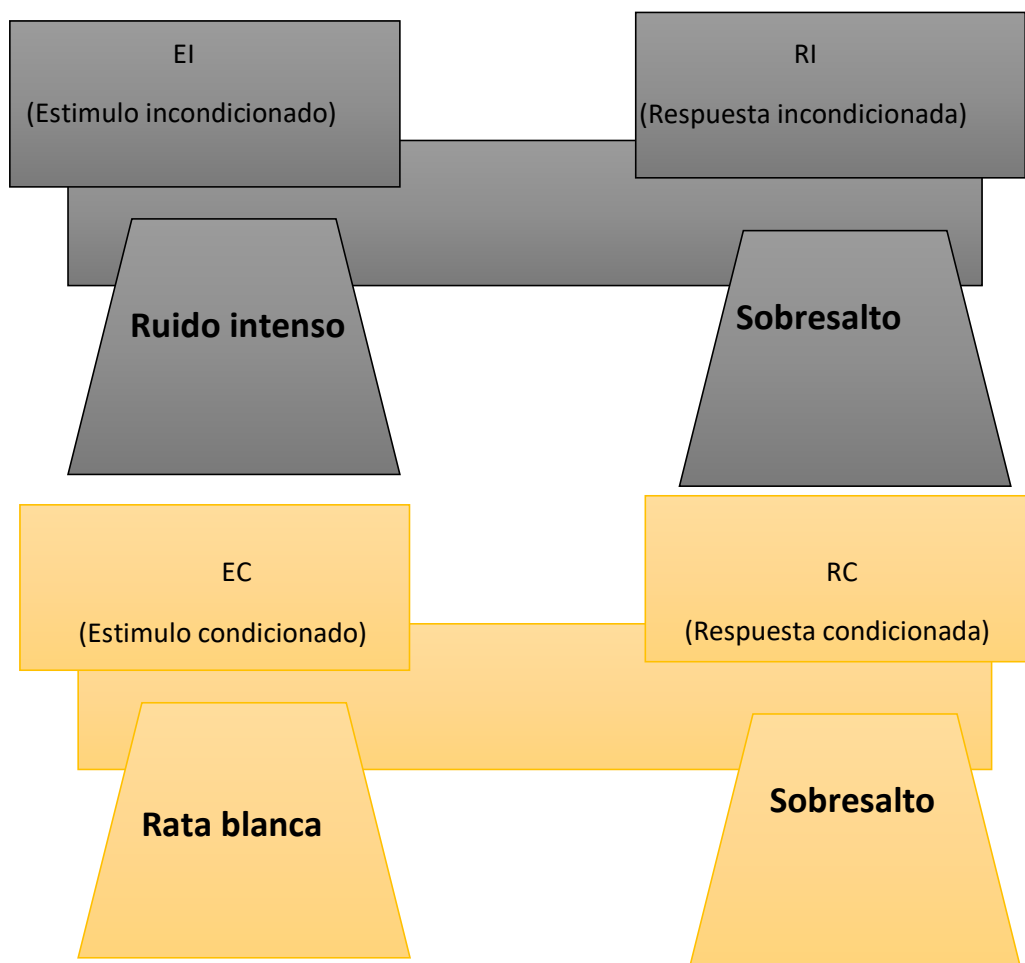 EI
(Estimulo incondicionado)
RI
(Respuesta incondicionada)
Ruido intenso
Sobresalto
EC
(Estimulo condicionado)
RC
(Respuesta condicionada)
Rata blanca
Sobresalto